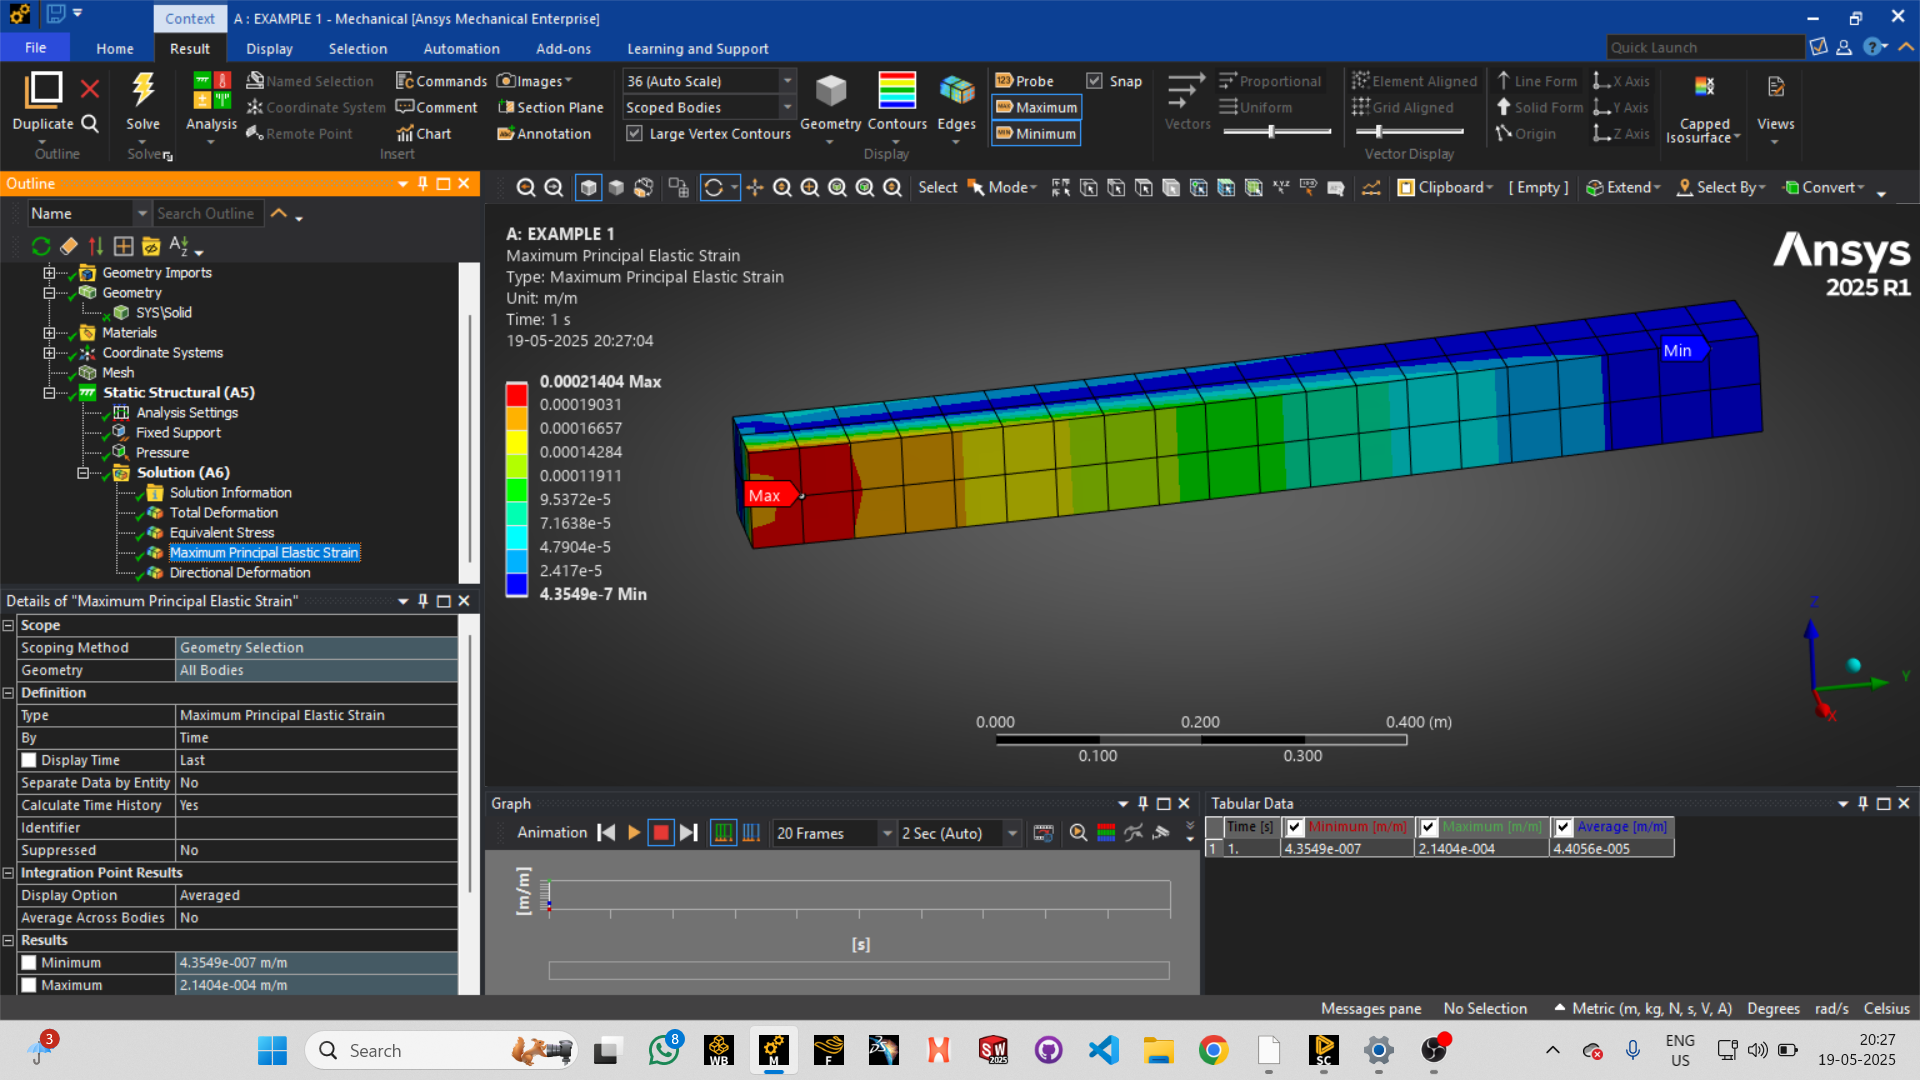 Context
A : EXAMPLE 1 - Mechanical [Ansys Mechanical Enterprise]
File
Home
Result
Display
Selection
Automation
Add-ons
Learning and Support
Quick Launch
Duplicate
Outline
Solve
Solver
Analysis
Named Selection
Coordinate System
Remote Point
Commands
Comment
Chart
Images
Section Plane
Annotation
Insert
36 (Auto Scale)
Scoped Bodies
Large Vertex Contours
Geometry
Contours
Edges
Display
Probe
Maximum
Minimum
Snap
Vectors
Proportional
Uniform
Element Aligned
Grid Aligned
Line Form
Solid Form
Origin
X Axis
Y Axis
Z Axis
Vector Display
Capped
Isosurface
Views
Outline
Name
Search Outline
Select
Mode
Clipboard
[ Empty ]
Extend
Select By
Convert
Geometry Imports
Geometry
SYS\Solid
Materials
Coordinate Systems
Mesh
Static Structural (A5)
Analysis Settings
Fixed Support
Pressure
Solution (A6)
Solution Information
Total Deformation
Equivalent Stress
Maximum Principal Elastic Strain
Directional Deformation
A: EXAMPLE 1
Maximum Principal Elastic Strain
Type: Maximum Principal Elastic Strain
Unit: m/m
Time: 1 s
19-05-2025 20:27:04
0.00021404 Max
0.00019031
0.00016657
0.00014284
0.00011911
9.5372e-5
7.1638e-5
4.7904e-5
2.417e-5
4.3549e-7 Min
Max
Min
Ansys
2025 R1
Z
Y
X
0.000
0.200
0.400 (m)
0.100
0.300
Details of "Maximum Principal Elastic Strain"
Scope
Scoping Method Geometry Selection
Geometry All Bodies
Definition
Type Maximum Principal Elastic Strain
By Time
Display Time Last
Separate Data by Entity No
Calculate Time History Yes
Identifier
Suppressed No
Integration Point Results
Display Option Averaged
Average Across Bodies No
Results
Minimum 4.3549e-007 m/m
Maximum 2.1404e-004 m/m
Graph
Animation
20 Frames
2 Sec (Auto)
[m/m]
[s]
Tabular Data
Time [s] Minimum [m/m] Maximum [m/m] Average [m/m]
1 1. 4.3549e-007 2.1404e-004 4.4056e-005
Messages pane
No Selection
Metric (m, kg, N, s, V, A)
Degrees
rad/s
Celsius
3
Search
8
WB
M
F
SW
2025
SC
ENG
US
20:27
19-05-2025